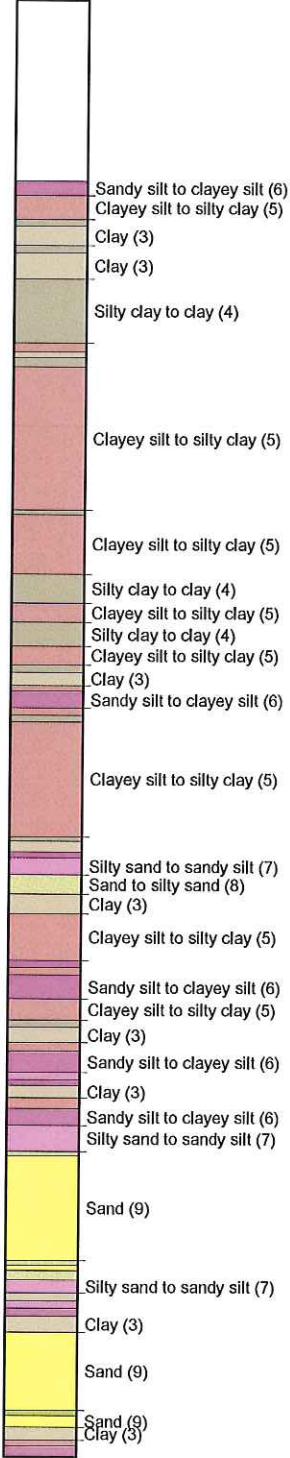 Sandy silt to clayey silt (6)
Clayey silt to silty clay (5)
Clay (3)
Clay (3)
Silty clay to clay (4)
Clayey silt to silty clay (5)
Clayey silt to silty clay (5)
Silty clay to clay (4)
Clayey silt to silty clay (5)
Silty clay to clay (4)
Clayey silt to silty clay (5)
Clay (3)
Sandy silt to clayey silt (6)
Clayey silt to silty clay (5)
Silty sand to sandy silt (7)
Sand to silty sand (8)
Clay (3)
Clayey silt to silty clay (5)
Sandy silt to clayey silt (6)
Clayey silt to silty clay (5)
Clay (3)
Sandy silt to clayey silt (6)
Clay (3)
Sandy silt to clayey silt (6)
Silty sand to sandy silt (7)
Sand (9)
Silty sand to sandy silt (7)
Clay (3)
Sand (9)
Sand (9)
Clay (3)